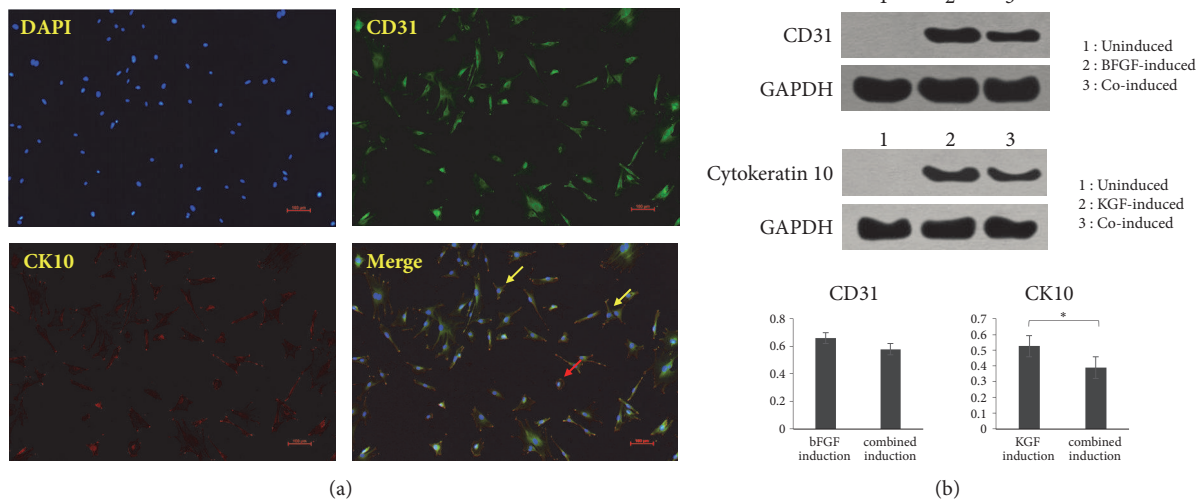 DAPI
CD31
CK10
Merge
(a)
CD31
GAPDH
1 : Uninduced
2 : BFGF-induced
3 : Co-induced
1 2 3
Cytokeratin 10
GAPDH
1 : Uninduced
2 : KGF-induced
3 : Co-induced
CD31
0.8
0.6
0.4
0.2
0
bFGF
induction
combined
induction
CK10
*
0.7
0.6
0.5
0.4
0.3
0.2
0.1
0
KGF
induction
combined
induction
(b)